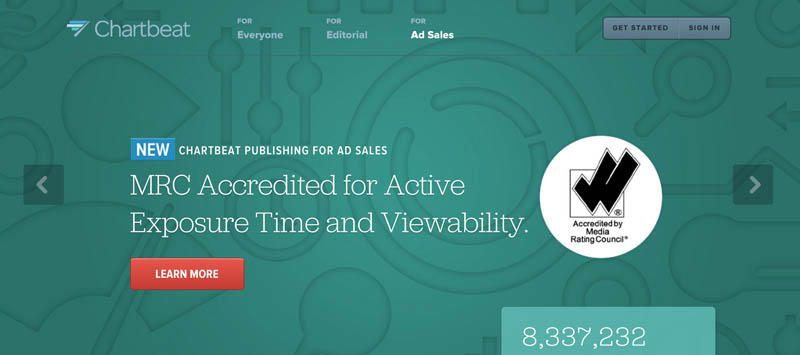 Chartbeat
FOR
Everyone
FOR
Editorial
FOR
Ad Sales
GET STARTED
SIGN IN
NEW CHARTBEAT PUBLISHING FOR AD SALES
MRC Accredited for Active
Exposure Time and Viewability.
LEARN MORE
®
Accredited by
Media
Rating Council®
8,337,232